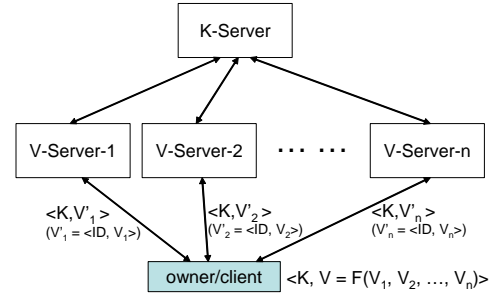 K-Server
V-Server-1
V-Server-2
... ...
V-Server-n
<K,V'₁>
(V'₁ = <ID, V₁>)
<K,V'₂>
(V'₂ = <ID, V₂>)
<K,V'ₙ>
(V'ₙ = <ID, Vₙ>)
owner/client
<K, V = F(V₁, V₂, ..., Vₙ)>